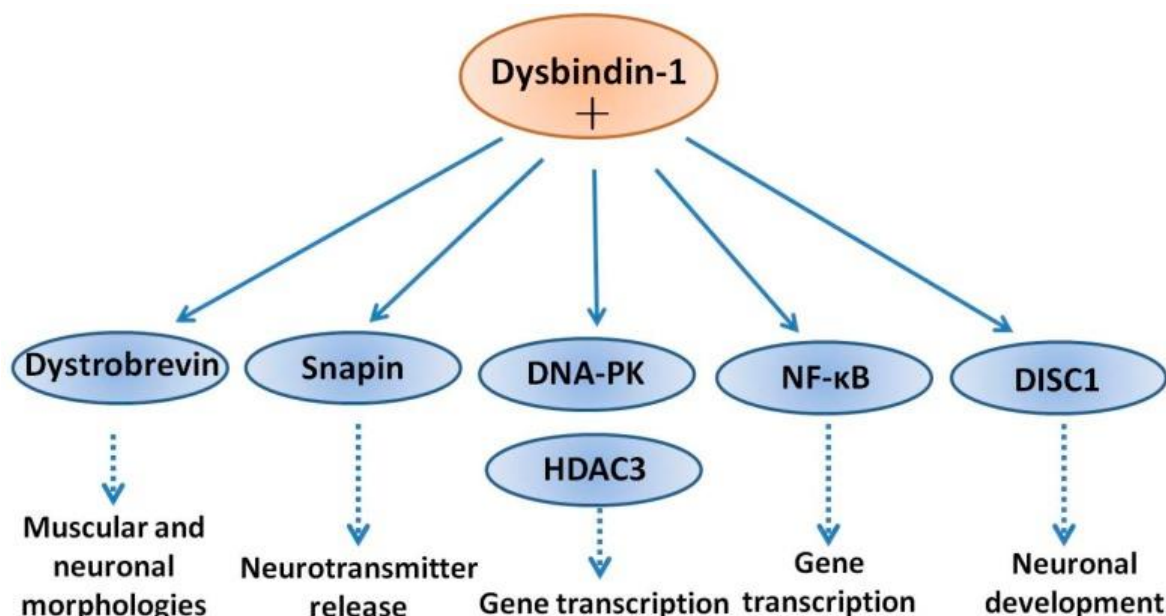 Dysbindin-1
+
Dystrobrevin
Snapin
DNA-PK
NF-κB
DISC1
HDAC3
Muscular and
neuronal
morphologies
Neurotransmitter
release
Gene transcription
Gene
transcription
Neuronal
development